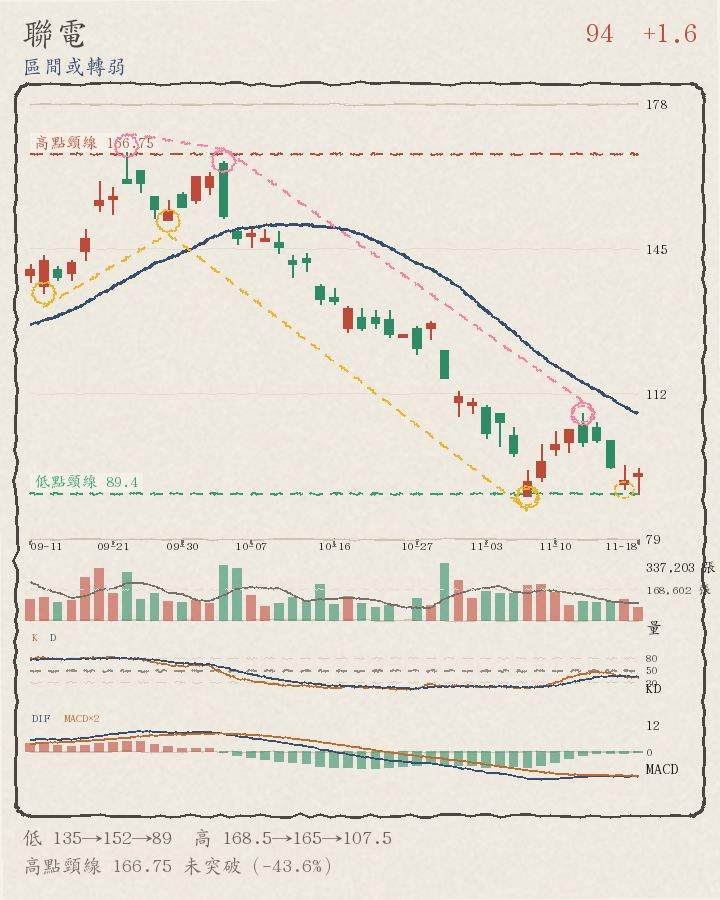 聯電 94 +1.6
區間或轉弱
178
高點頸線 166.75
145
112
低點頸線 89.4
79
09-11 09-21 09-30 10-07 10-16 10-27 11-03 11-10 11-18
337,203 張
168,602 張
量
K D
80
50
20
KD
DIF MACD×2
12
0
MACD
低 135→152→89 高 168.5→165→107.5
高點頸線 166.75 未突破 (-43.6%)